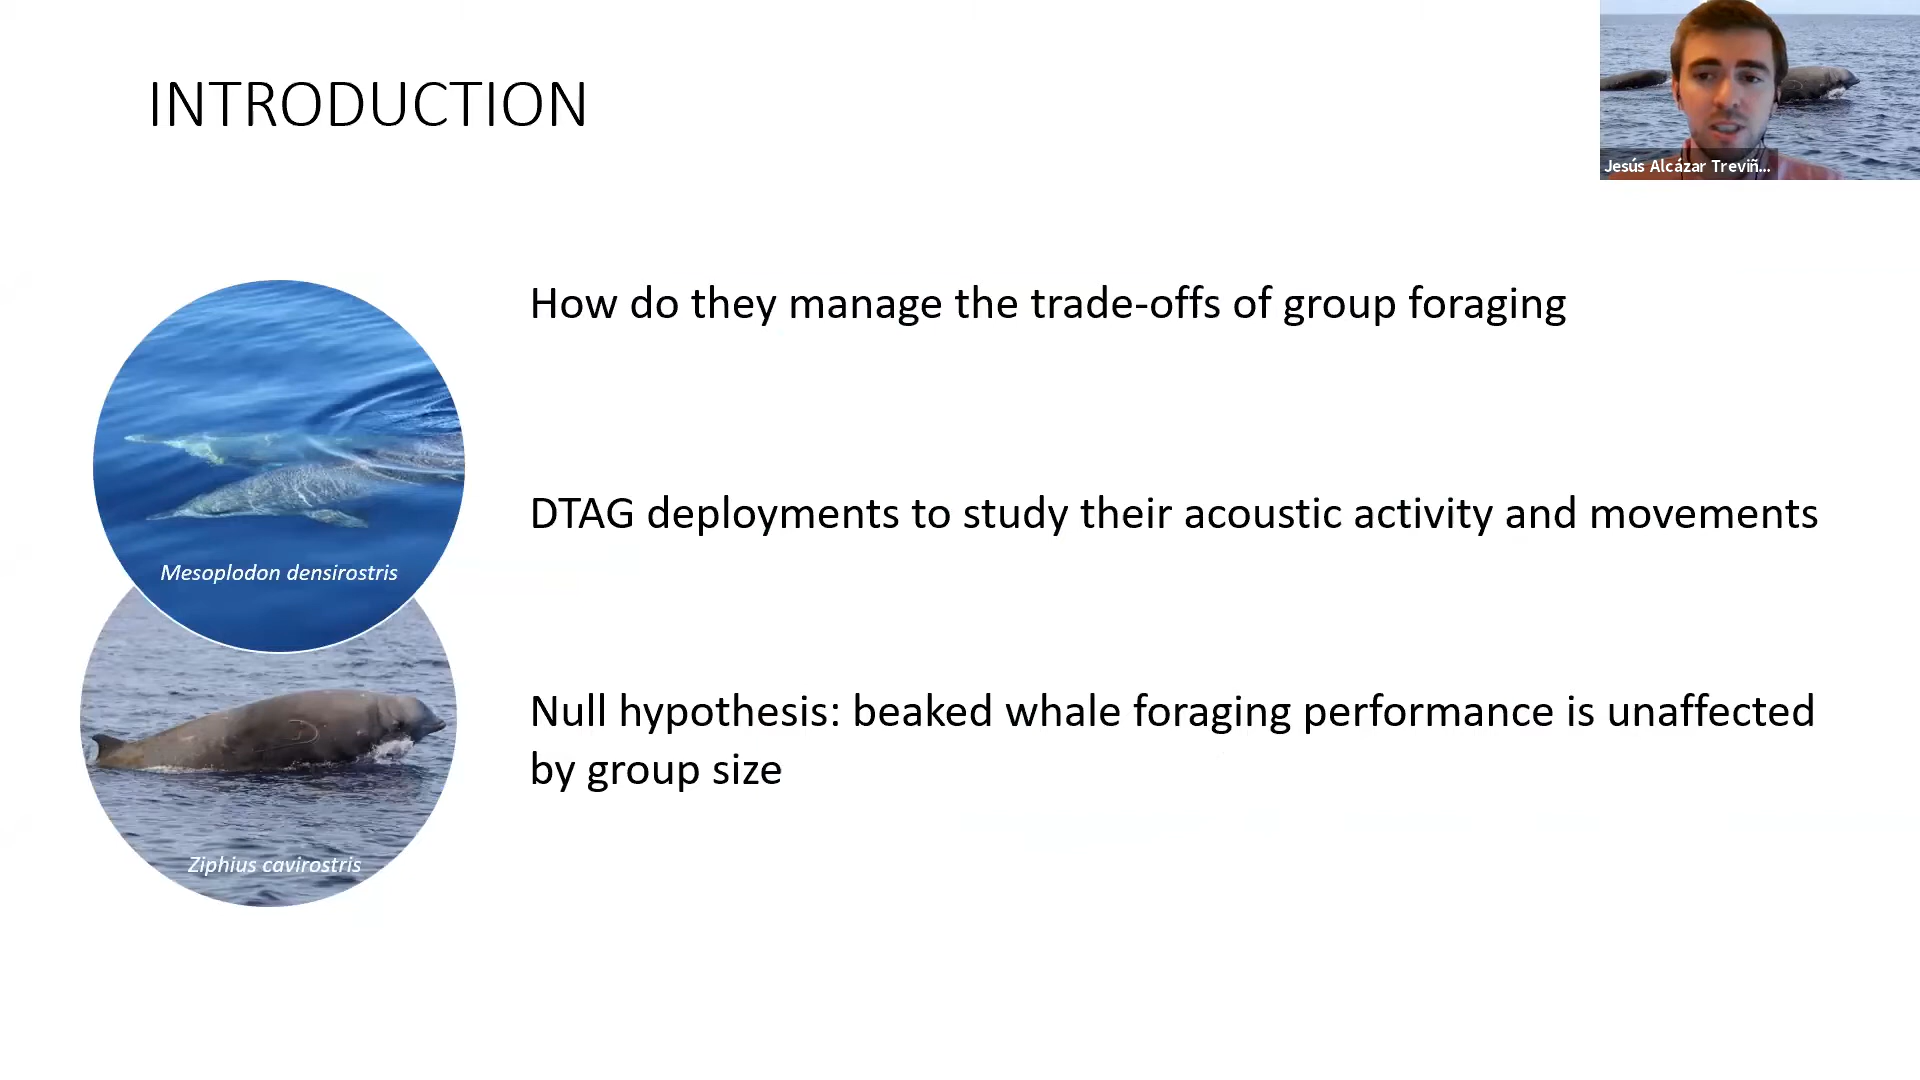 INTRODUCTION
Jesús Alcázar Treviñ...
How do they manage the trade-offs of group foraging
Mesoplodon densirostris
DTAG deployments to study their acoustic activity and movements
Ziphius cavirostris
Null hypothesis: beaked whale foraging performance is unaffected
by group size